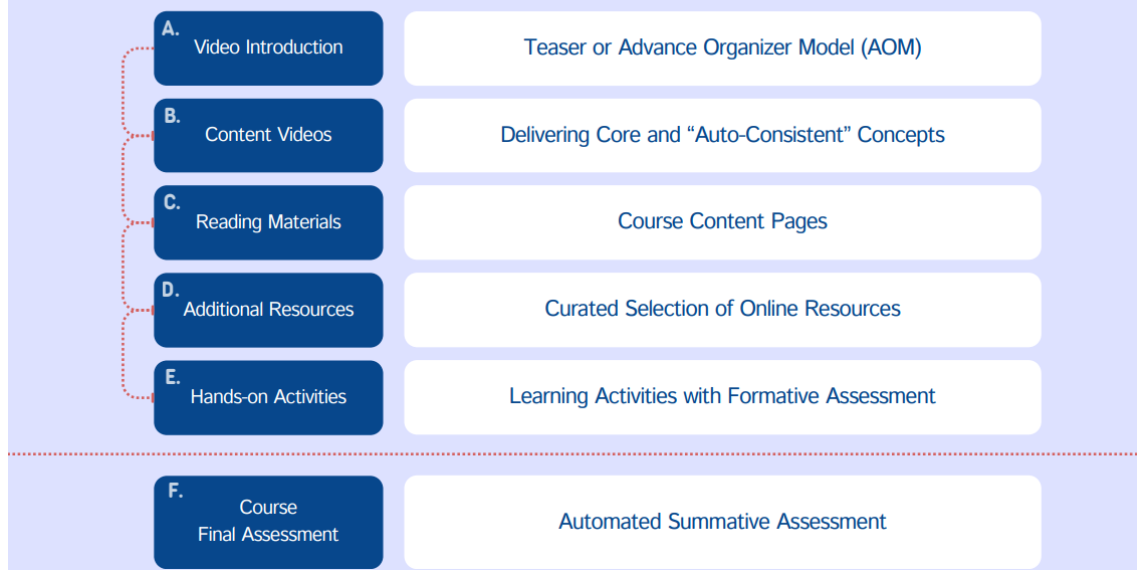 A.
Video Introduction
Teaser or Advance Organizer Model (AOM)
B.
Content Videos
Delivering Core and “Auto-Consistent” Concepts
C.
Reading Materials
Course Content Pages
D.
Additional Resources
Curated Selection of Online Resources
E.
Hands-on Activities
Learning Activities with Formative Assessment
F.
Course
Final Assessment
Automated Summative Assessment